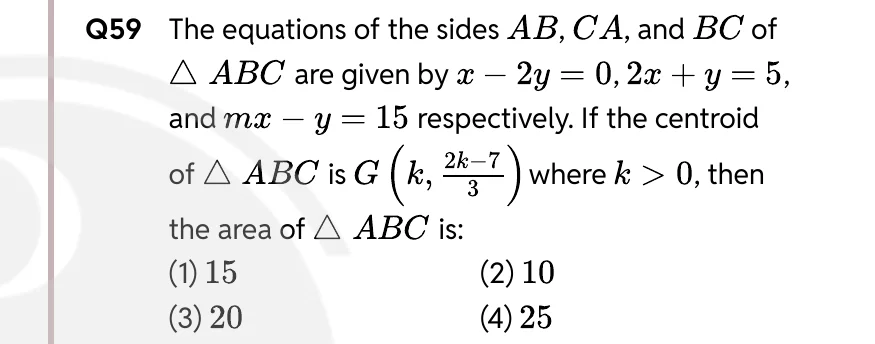 Q59 The equations of the sides AB, CA, and BC of
△ ABC are given by x − 2y = 0, 2x + y = 5,
and mx − y = 15 respectively. If the centroid
of △ ABC is G (k, \frac{2k−7}{3}) where k > 0, then
the area of △ ABC is:
(1) 15 (2) 10
(3) 20 (4) 25